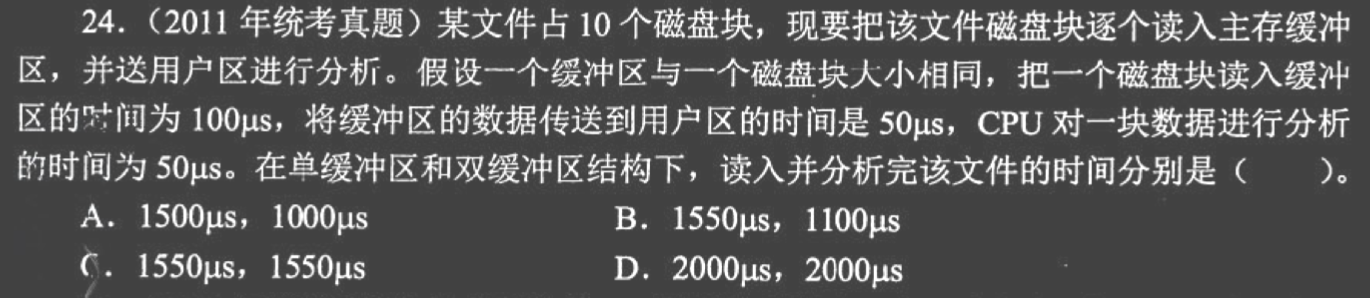 24.（2011 年统考真题）某文件占 10 个磁盘块，现要把该文件磁盘块逐个读入主存缓冲
区，并送用户区进行分析。假设一个缓冲区与一个磁盘块大小相同，把一个磁盘块读入缓冲
区的时间为 100μs，将缓冲区的数据传送到用户区的时间是 50μs，CPU 对一块数据进行分析
的时间为 50μs。在单缓冲区和双缓冲区结构下，读入并分析完该文件的时间分别是（　　）。
A．1500μs，1000μs　　B．1550μs，1100μs
C．1550μs，1550μs　　D．2000μs，2000μs